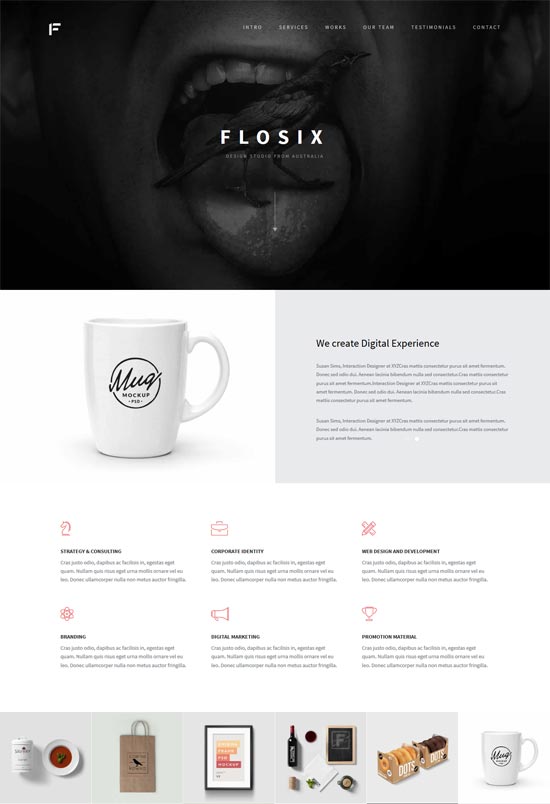 F
INTRO SERVICES WORKS OUR TEAM TESTIMONIALS CONTACT
FLOSIX
DESIGN STUDIO FROM AUSTRALIA
Mug
MOCKUP
•PSD•
We create Digital Experience
Susan Sims, Interaction Designer at XYZCras mattis consectetur purus sit amet fermentum.
Donec sed odio dui. Aenean lacinia bibendum nulla sed consectetur.Cras mattis consectetur
purus sit amet fermentum.Interaction Designer at XYZCras mattis consectetur purus sit
amet fermentum. Donec sed odio dui. Aenean lacinia bibendum nulla sed consectetur.Cras
mattis consectetur purus sit amet fermentum.
Susan Sims, Interaction Designer at XYZCras mattis consectetur purus sit amet fermentum.
Donec sed odio dui. Aenean lacinia bibendum nulla sed consectetur.Cras mattis consectetur
purus sit amet fermentum.
STRATEGY & CONSULTING
Cras justo odio, dapibus ac facilisis in, egestas eget
quam. Nullam quis risus eget urna mollis ornare vel eu
leo. Donec ullamcorper nulla non metus auctor fringilla.
CORPORATE IDENTITY
Cras justo odio, dapibus ac facilisis in, egestas eget
quam. Nullam quis risus eget urna mollis ornare vel eu
leo. Donec ullamcorper nulla non metus auctor fringilla.
WEB DESIGN AND DEVELOPMENT
Cras justo odio, dapibus ac facilisis in, egestas eget
quam. Nullam quis risus eget urna mollis ornare vel eu
leo. Donec ullamcorper nulla non metus auctor fringilla.
BRANDING
Cras justo odio, dapibus ac facilisis in, egestas eget
quam. Nullam quis risus eget urna mollis ornare vel eu
leo. Donec ullamcorper nulla non metus auctor fringilla.
DIGITAL MARKETING
Cras justo odio, dapibus ac facilisis in, egestas eget
quam. Nullam quis risus eget urna mollis ornare vel eu
leo. Donec ullamcorper nulla non metus auctor fringilla.
PROMOTION MATERIAL
Cras justo odio, dapibus ac facilisis in, egestas eget
quam. Nullam quis risus eget urna mollis ornare vel eu
leo. Donec ullamcorper nulla non metus auctor fringilla.
FRAME
PSD
MOCKUP
F
DOTS
DOTS
Mug
MOCKUP